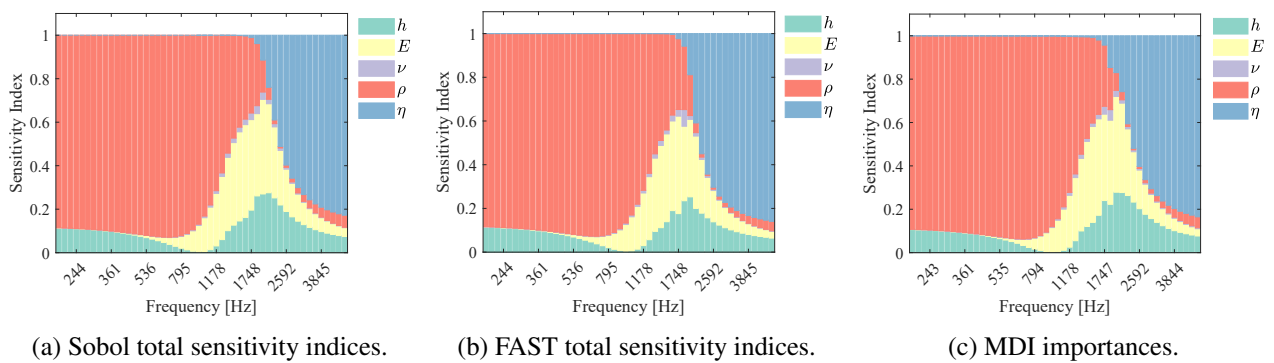 1
0.8
0.6
0.4
0.2
0
Sensitivity Index
244 361 536 795 1178 1748 2592 3845
Frequency [Hz]
h
E
ν
ρ
η
(a) Sobol total sensitivity indices.
1
0.8
0.6
0.4
0.2
0
Sensitivity Index
244 361 536 795 1178 1748 2592 3845
Frequency [Hz]
h
E
ν
ρ
η
(b) FAST total sensitivity indices.
1
0.8
0.6
0.4
0.2
0
Sensitivity Index
243 361 535 794 1178 1747 2592 3844
Frequency [Hz]
h
E
ν
ρ
η
(c) MDI importances.